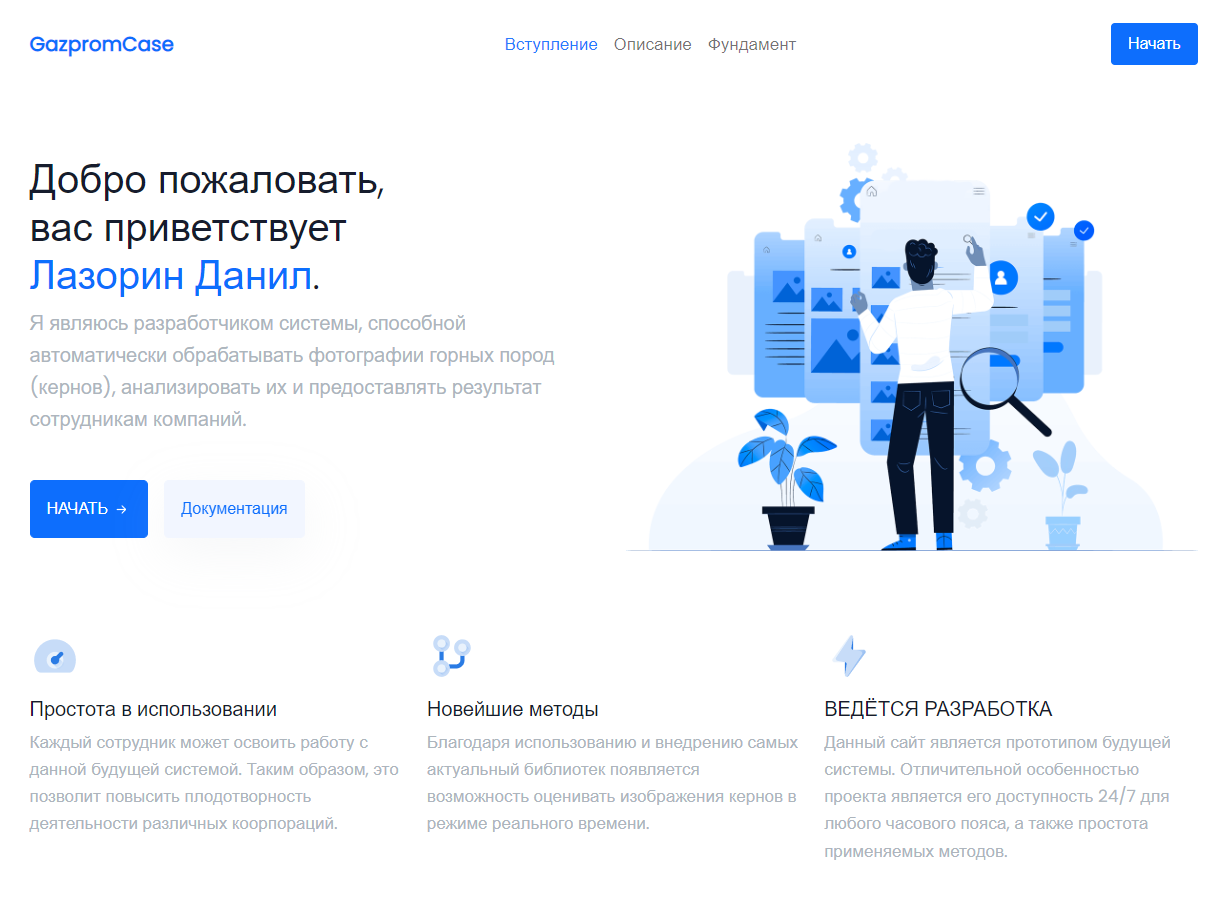 GazpromCase
Вступление Описание Фундамент
Начать
Добро пожаловать,
вас приветствует
Лазорин Данил.
Я являюсь разработчиком системы, способной
автоматически обрабатывать фотографии горных пород
(кернов), анализировать их и предоставлять результат
сотрудникам компаний.
НАЧАТЬ →
Документация
Простота в использовании
Каждый сотрудник может освоить работу с
данной будущей системой. Таким образом, это
позволит повысить плодотворность
деятельности различных коорпораций.
Новейшие методы
Благодаря использованию и внедрению самых
актуальный библиотек появляется
возможность оценивать изображения кернов в
режиме реального времени.
ВЕДЁТСЯ РАЗРАБОТКА
Данный сайт является прототипом будущей
системы. Отличительной особенностью
проекта является его доступность 24/7 для
любого часового пояса, а также простота
применяемых методов.